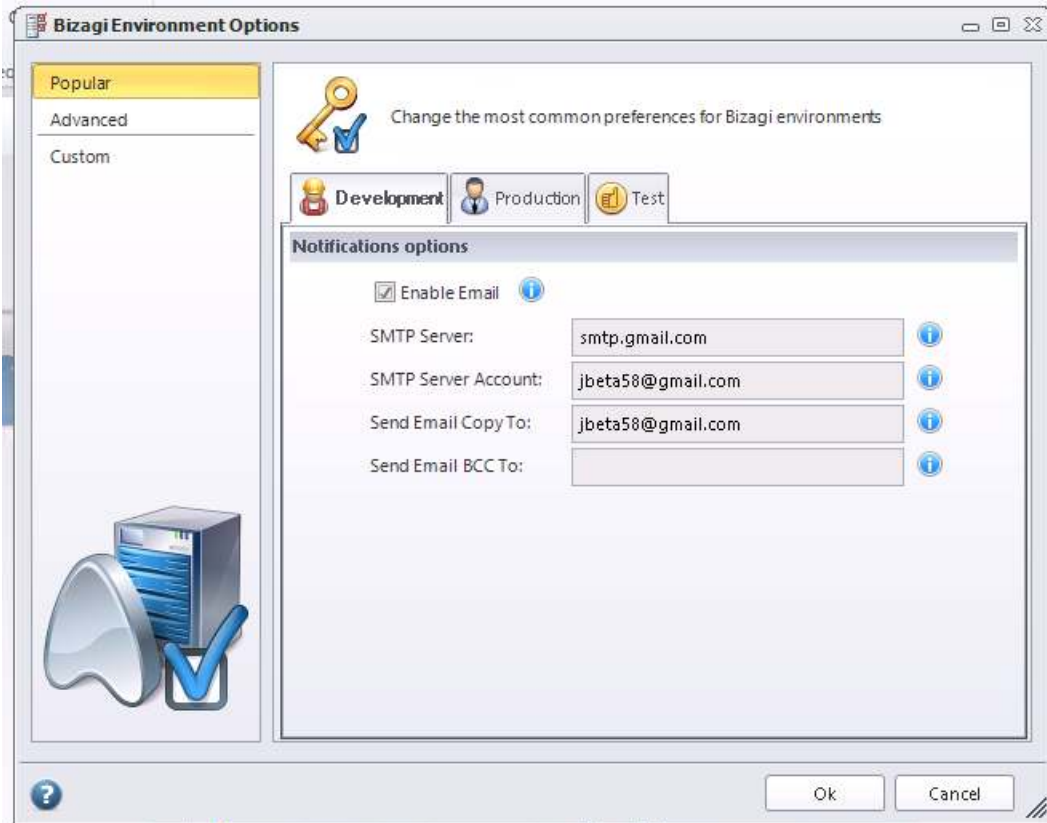 Bizagi Environment Options
Popular
Advanced
Custom
Change the most common preferences for Bizagi environments
Development Production Test
Notifications options
Enable Email
SMTP Server: smtp.gmail.com
SMTP Server Account: jbeta58@gmail.com
Send Email Copy To: jbeta58@gmail.com
Send Email BCC To:
Ok Cancel